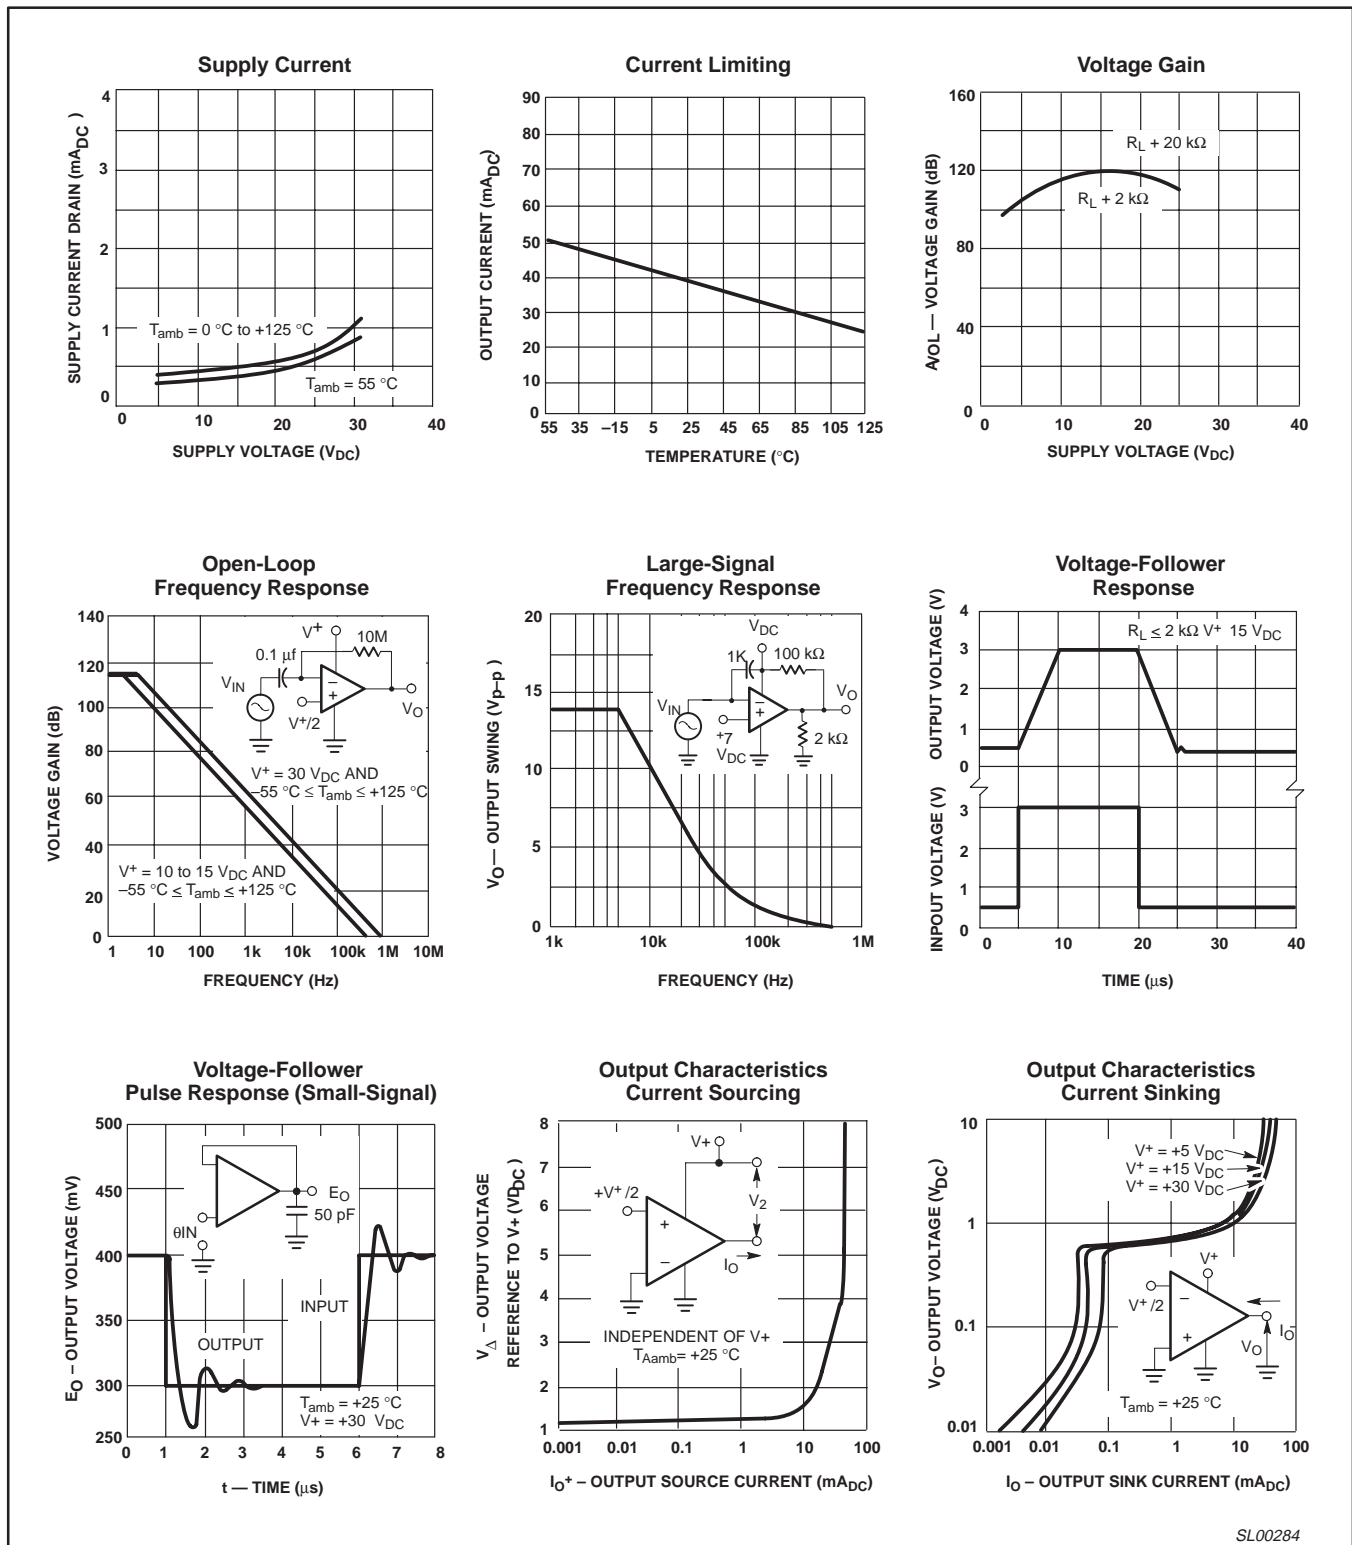 Supply Current
SUPPLY CURRENT DRAIN (mADC)
4
3
2
1
0
Tamb = 0 °C to +125 °C
Tamb = 55 °C
0 10 20 30 40
SUPPLY VOLTAGE (VDC)
Current Limiting
OUTPUT CURRENT (mADC)
90
80
70
60
50
40
30
20
10
0
55 35 –15 5 25 45 65 85 105 125
TEMPERATURE (°C)
Voltage Gain
AVOL — VOLTAGE GAIN (dB)
160
120
80
40
0
RL + 20 kΩ
RL + 2 kΩ
0 10 20 30 40
SUPPLY VOLTAGE (VDC)
Open-Loop
Frequency Response
VOLTAGE GAIN (dB)
140
120
100
80
60
40
20
0
V+
10M
0.1 µf
VIN
–
+
V+/2
VO
V+ = 30 VDC AND
–55 °C ≤ Tamb ≤ +125 °C
V+ = 10 to 15 VDC AND
–55 °C ≤ Tamb ≤ +125 °C
1 10 100 1k 10k 100k 1M 10M
FREQUENCY (Hz)
Large-Signal
Frequency Response
VO — OUTPUT SWING (Vp–p)
20
15
10
5
0
VDC
1K
100 kΩ
VIN
–
+
VO
+7
VDC
2 kΩ
1k 10k 100k 1M
FREQUENCY (Hz)
Voltage-Follower
Response
OUTPUT VOLTAGE (V)
4
3
2
1
0
RL ≤ 2 kΩ V+ 15 VDC
INPOUT VOLTAGE (V)
3
2
1
0
0 10 20 30 40
TIME (µs)
Voltage-Follower
Pulse Response (Small-Signal)
EO – OUTPUT VOLTAGE (mV)
500
450
400
350
300
250
EO
50 pF
θIN
INPUT
OUTPUT
Tamb = +25 °C
V+ = +30 VDC
0 1 2 3 4 5 6 7 8
t — TIME (µs)
Output Characteristics
Current Sourcing
V∆ – OUTPUT VOLTAGE
REFERENCE TO V+ (VDDC)
8
7
6
5
4
3
2
1
V+
+V+/2
V2
+
–
IO
INDEPENDENT OF V+
TAamb= +25 °C
0.001 0.01 0.1 1 10 100
IO+ – OUTPUT SOURCE CURRENT (mADC)
Output Characteristics
Current Sinking
VO – OUTPUT VOLTAGE (VDC)
10
1
0.1
0.01
V+ = +5 VDC
V+ = +15 VDC
V+ = +30 VDC
V+
V+/2
–
+
IO
VO
Tamb = +25 °C
0.001 0.01 0.1 1 10 100
IO – OUTPUT SINK CURRENT (mADC)
SL00284